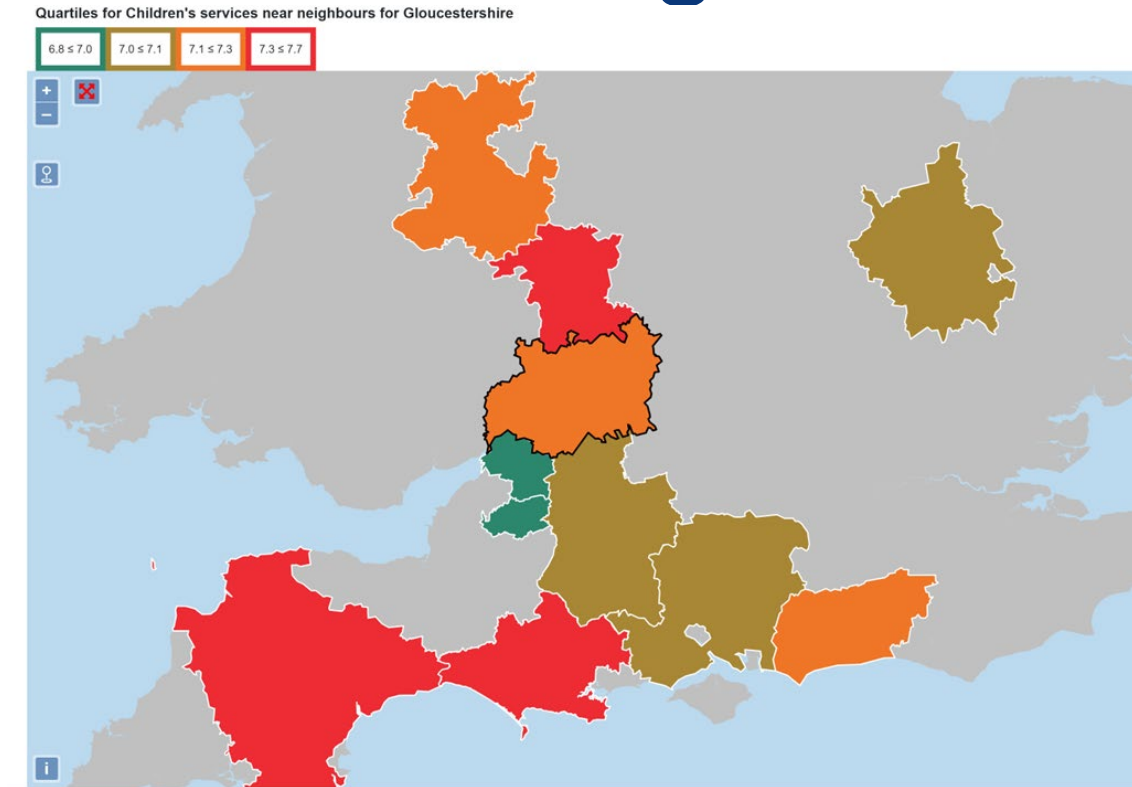 Quartiles for Children's services near neighbours for Gloucestershire
6.8 ≤ 7.0 7.0 ≤ 7.1 7.1 ≤ 7.3 7.3 ≤ 7.7
+
−
i